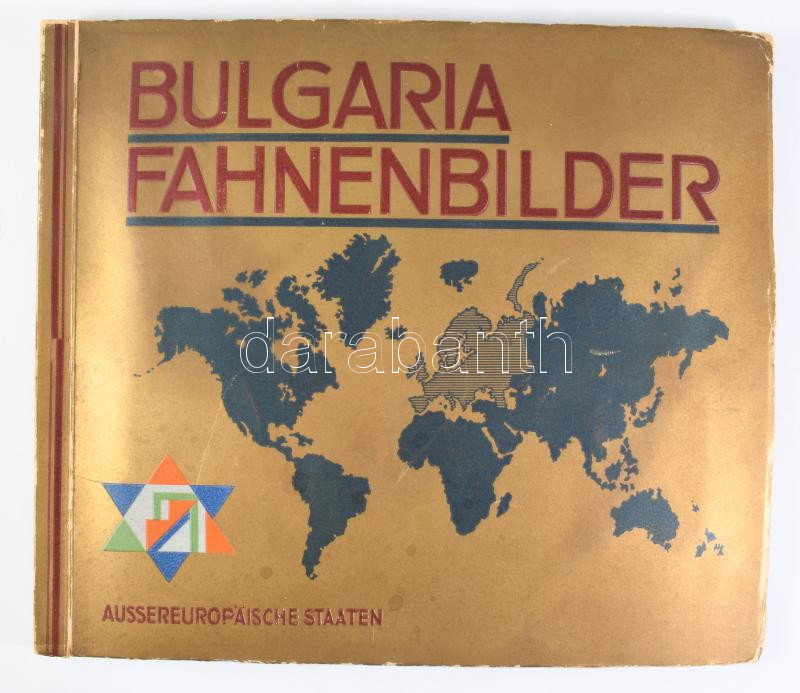 BULGARIA
FAHNENBILDER
darabanth
AUSSEREUROPÄISCHE STAATEN